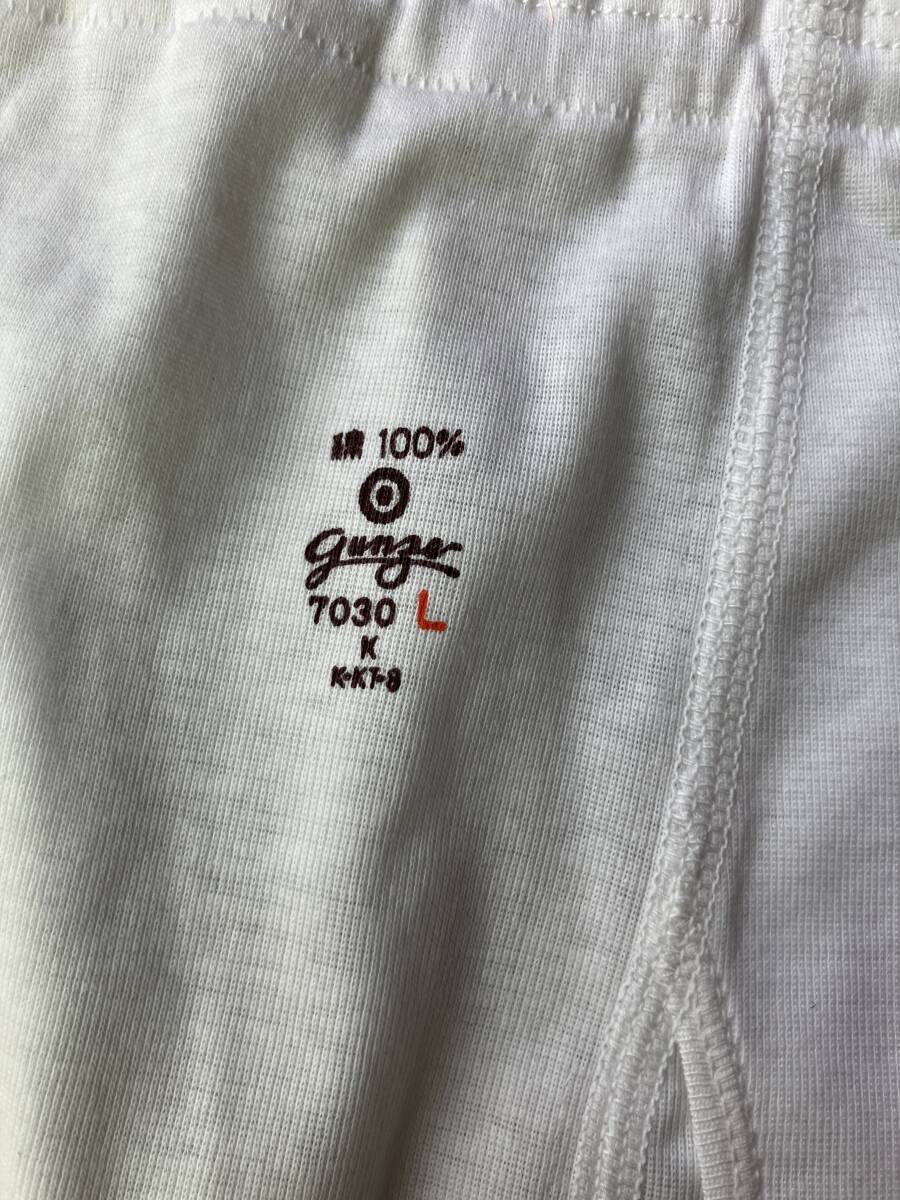 綿 100%
gunze
7030 L
K
K-KT-8